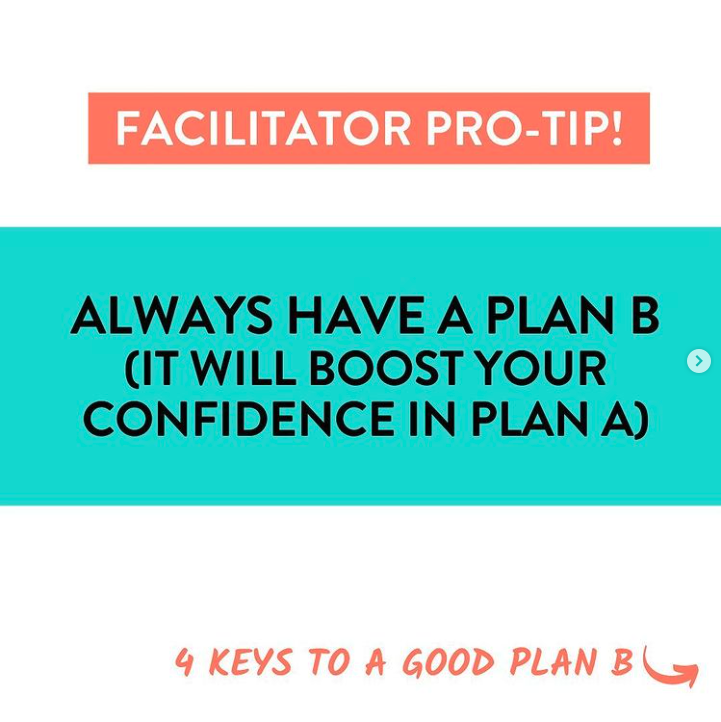 FACILITATOR PRO-TIP!
ALWAYS HAVE A PLAN B
(IT WILL BOOST YOUR
CONFIDENCE IN PLAN A)
4 KEYS TO A GOOD PLAN B